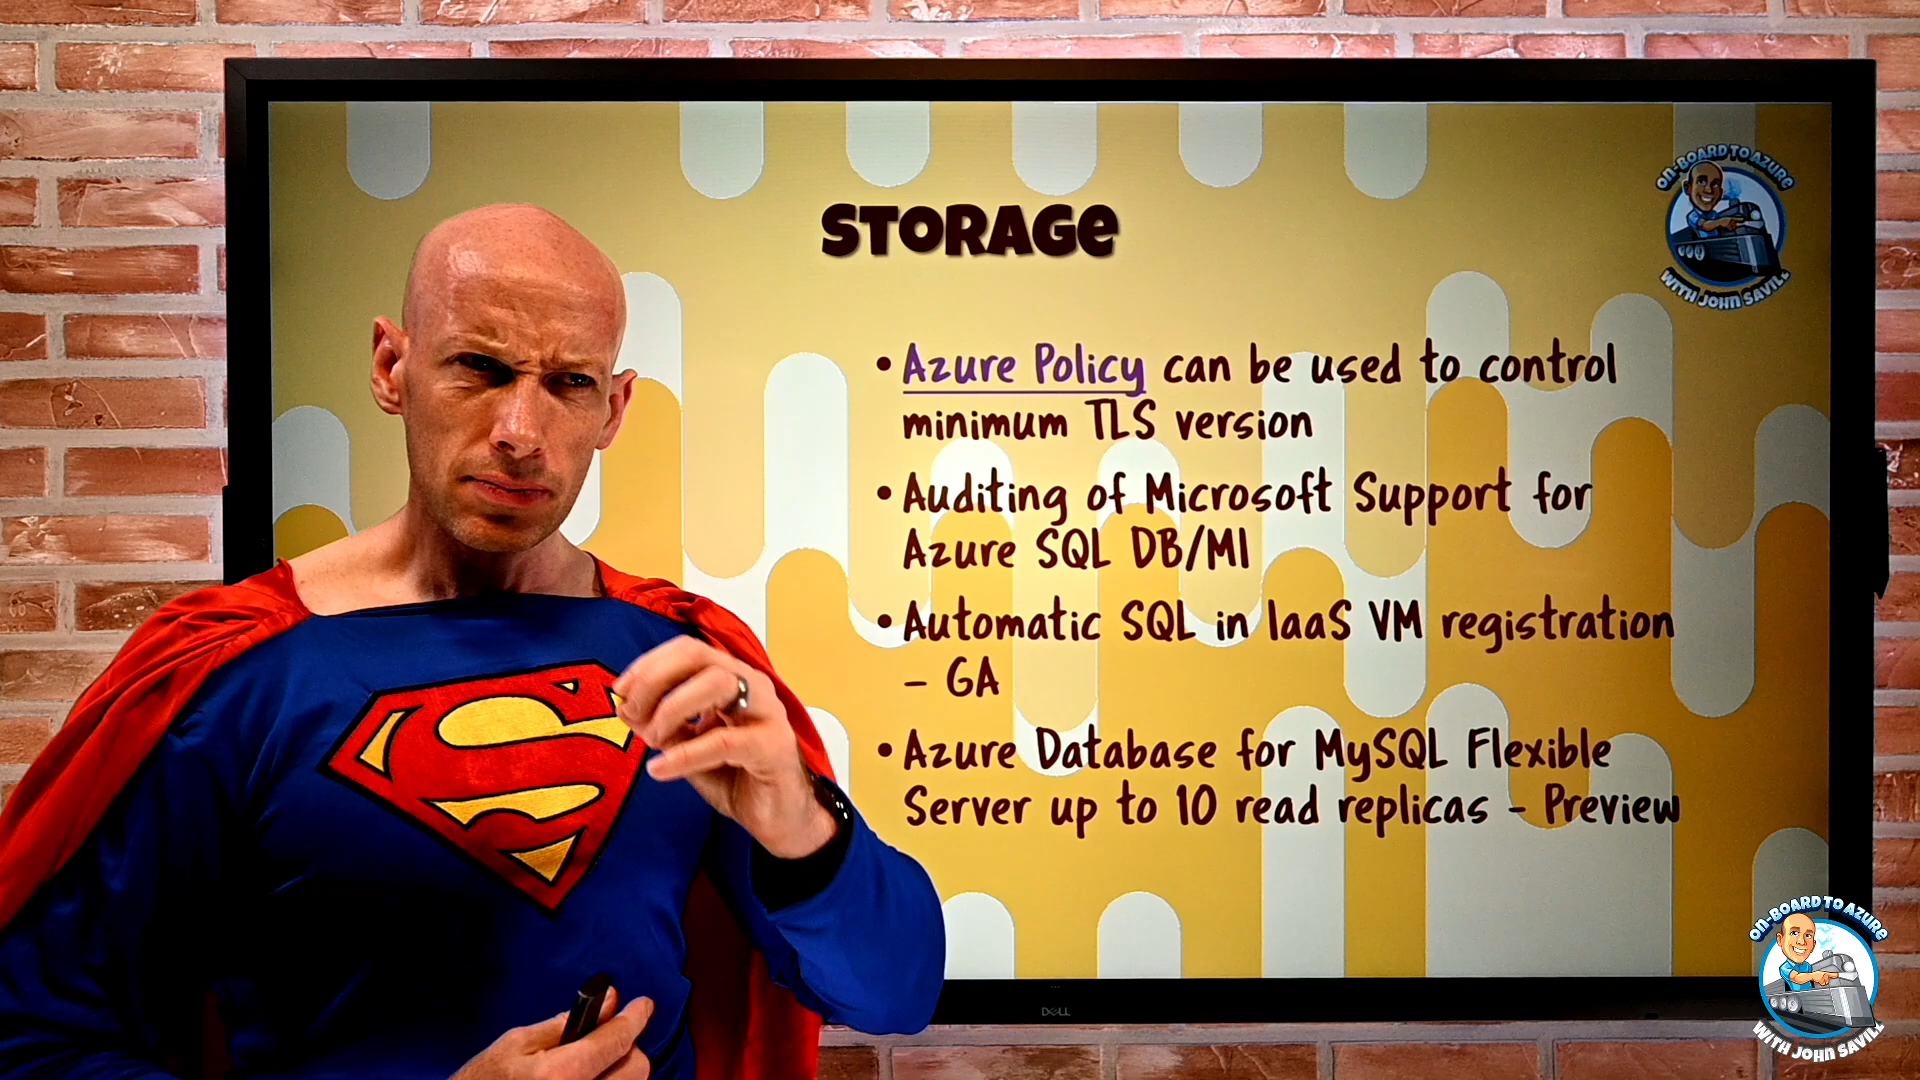 STORAGE
ON-BOARD TO AZURE
WITH JOHN SAVILL
• Azure Policy can be used to control
minimum TLS version
• Auditing of Microsoft Support for
Azure SQL DB/MI
• Automatic SQL in IaaS VM registration
– GA
• Azure Database for MySQL Flexible
Server up to 10 read replicas - Preview
S
DELL
ON-BOARD TO AZURE
WITH JOHN SAVILL